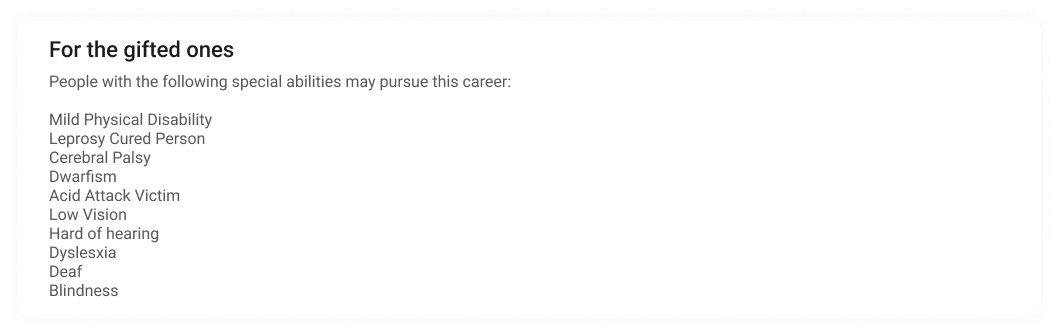 For the gifted ones
People with the following special abilities may pursue this career:
Mild Physical Disability
Leprosy Cured Person
Cerebral Palsy
Dwarfism
Acid Attack Victim
Low Vision
Hard of hearing
Dyslesxia
Deaf
Blindness